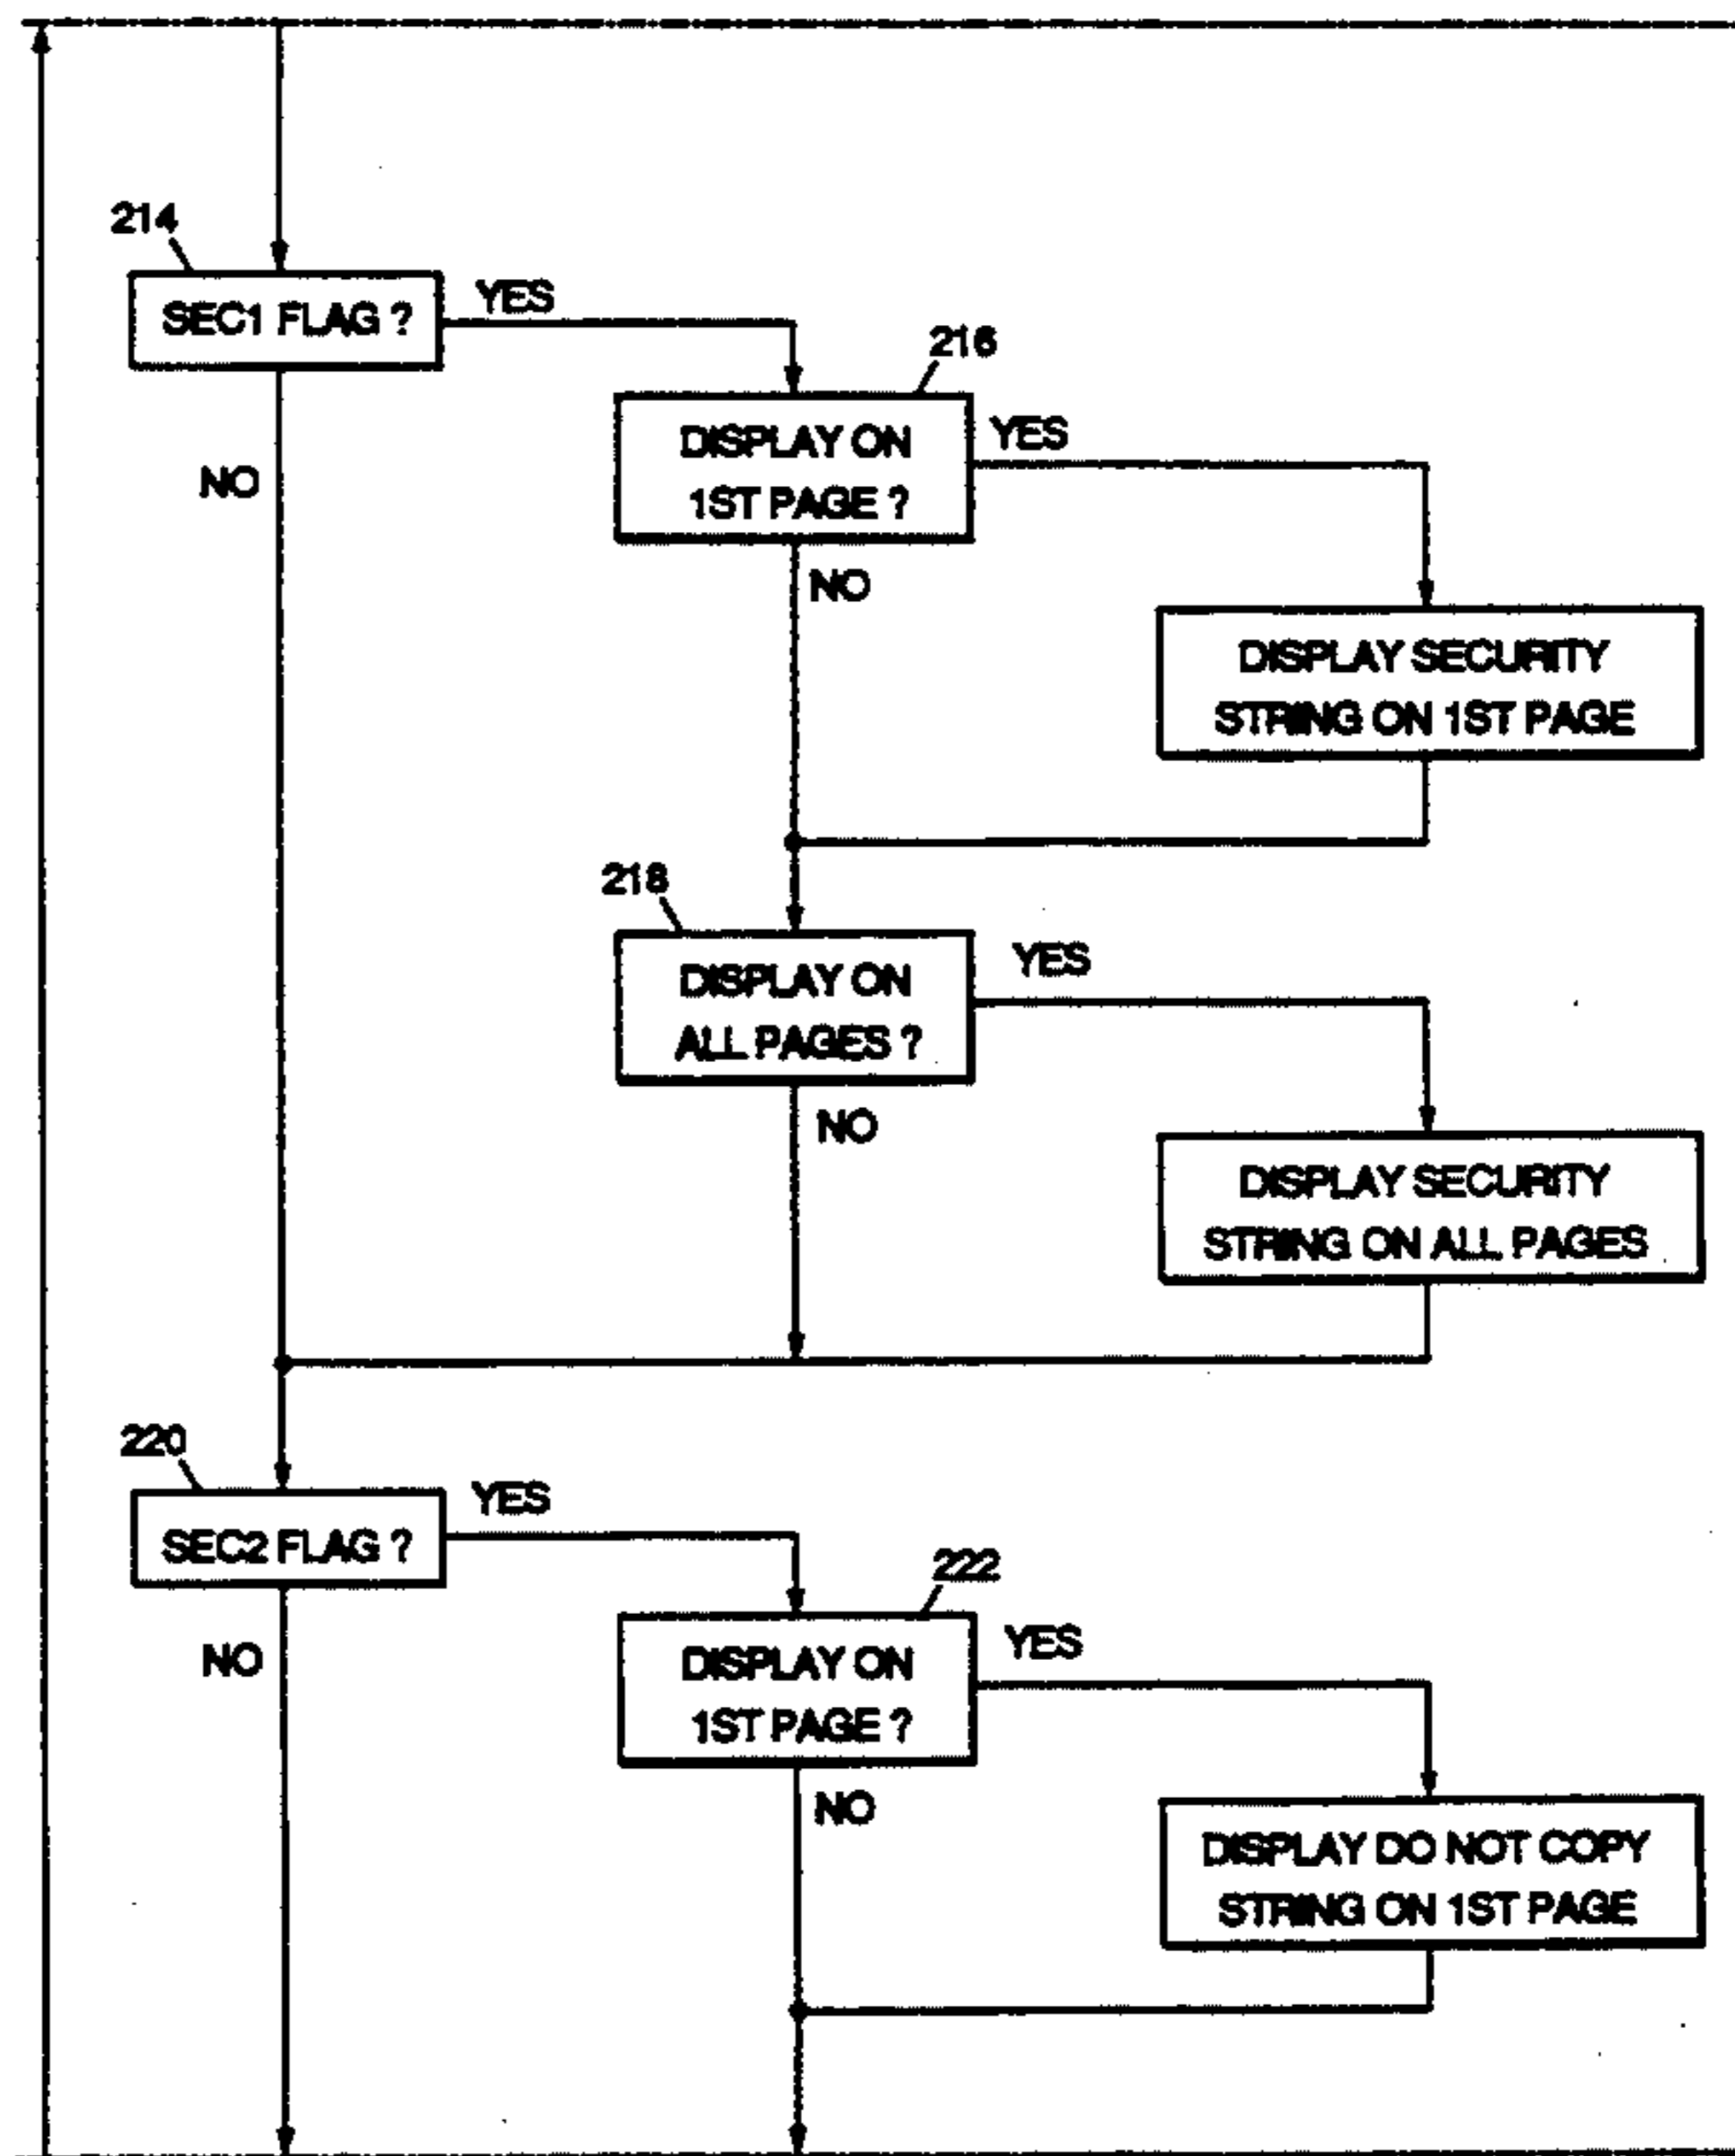 214
SEC1 FLAG ?
YES
216
DISPLAY ON
1ST PAGE ?
YES
NO
NO
DISPLAY SECURITY
STRING ON 1ST PAGE
218
DISPLAY ON
ALL PAGES ?
YES
NO
DISPLAY SECURITY
STRING ON ALL PAGES
220
SEC2 FLAG ?
YES
222
DISPLAY ON
1ST PAGE ?
YES
NO
NO
DISPLAY DO NOT COPY
STRING ON 1ST PAGE